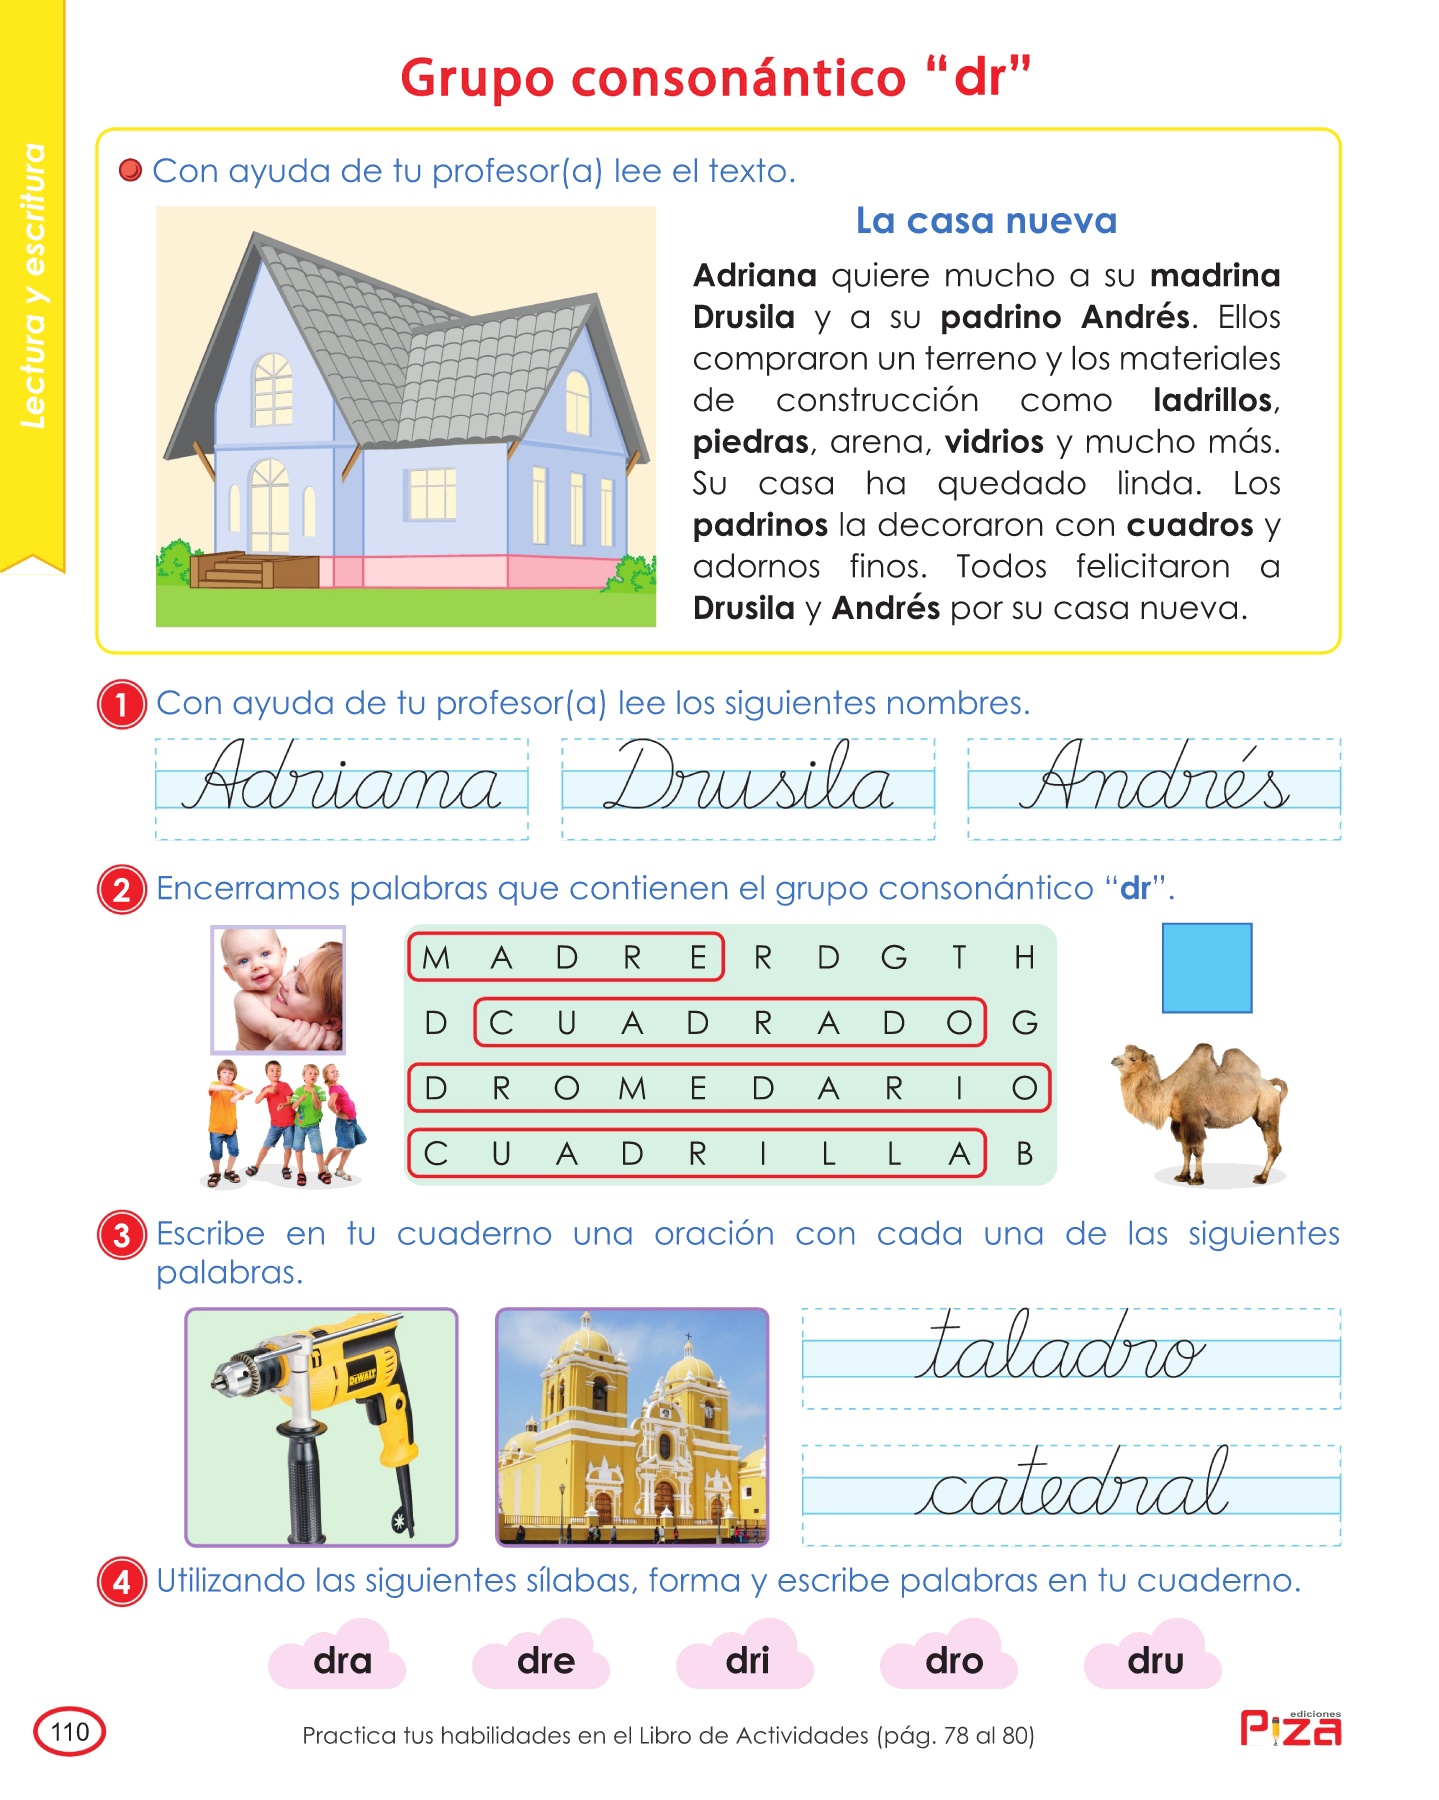 Lectura y escritura
Grupo consonántico “dr”
Con ayuda de tu profesor(a) lee el texto.
La casa nueva
Adriana quiere mucho a su madrina
Drusila y a su padrino Andrés. Ellos
compraron un terreno y los materiales
de construcción como ladrillos,
piedras, arena, vidrios y mucho más.
Su casa ha quedado linda. Los
padrinos la decoraron con cuadros y
adornos finos. Todos felicitaron a
Drusila y Andrés por su casa nueva.
1 Con ayuda de tu profesor(a) lee los siguientes nombres.
Adriana Drusila Andrés
2 Encerramos palabras que contienen el grupo consonántico “dr”.
M A D R E R D G T H
D C U A D R A D O G
D R O M E D A R I O
C U A D R I L L A B
3 Escribe en tu cuaderno una oración con cada una de las siguientes
palabras.
DEWALT
taladro
catedral
4 Utilizando las siguientes sílabas, forma y escribe palabras en tu cuaderno.
dra dre dri dro dru
110
Practica tus habilidades en el Libro de Actividades (pág. 78 al 80)
ediciones
Piza